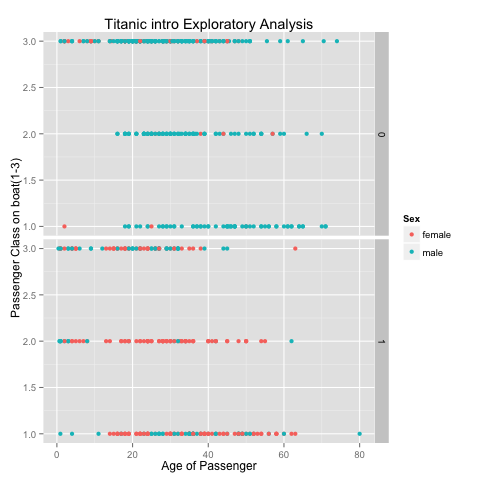 Titanic intro Exploratory Analysis
Passenger Class on boat(1-3)
3.0
2.5
2.0
1.5
1.0
0
3.0
2.5
2.0
1.5
1.0
1
0 20 40 60 80
Age of Passenger
Sex
female
male